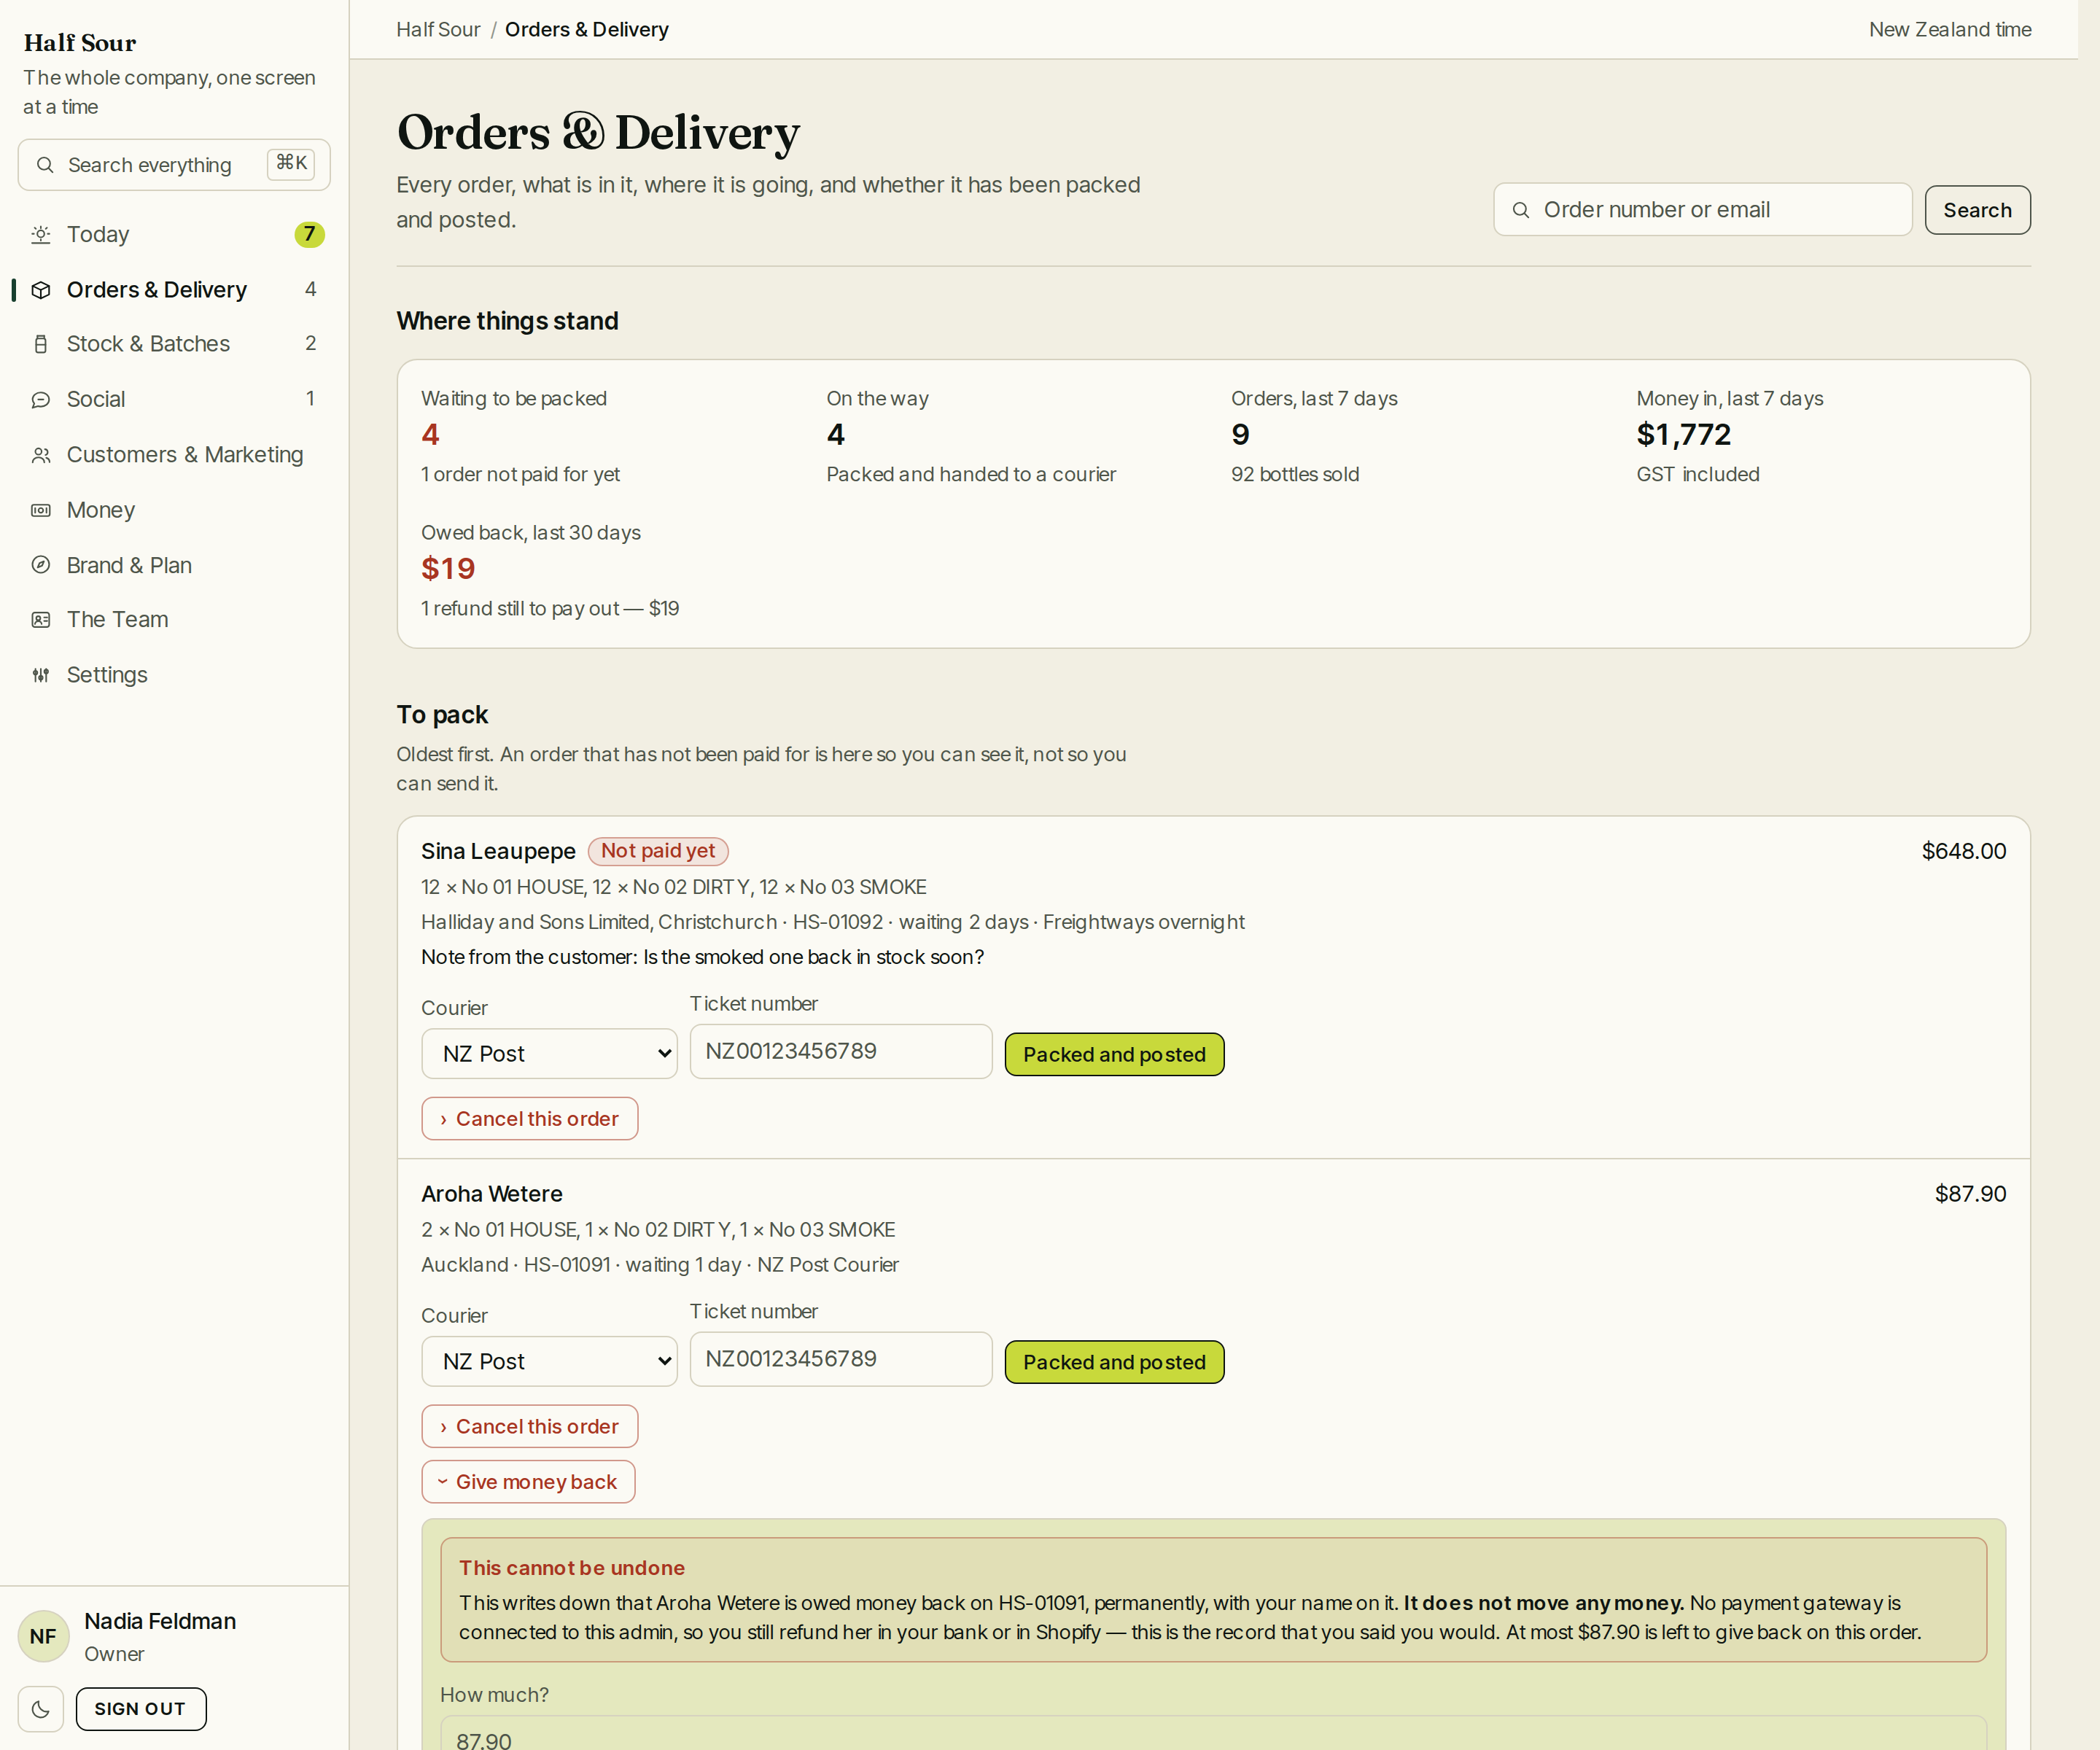 Half Sour
The whole company, one screen
at a time
Search everything ⌘K
Today 7
Orders & Delivery 4
Stock & Batches 2
Social 1
Customers & Marketing
Money
Brand & Plan
The Team
Settings
NF
Nadia Feldman
Owner
SIGN OUT
Half Sour / Orders & Delivery
New Zealand time
Orders & Delivery
Every order, what is in it, where it is going, and whether it has been packed
and posted.
Order number or email
Search
Where things stand
Waiting to be packed
4
1 order not paid for yet
On the way
4
Packed and handed to a courier
Orders, last 7 days
9
92 bottles sold
Money in, last 7 days
$1,772
GST included
Owed back, last 30 days
$19
1 refund still to pay out — $19
To pack
Oldest first. An order that has not been paid for is here so you can see it, not so you
can send it.
Sina Leaupepe Not paid yet $648.00
12 × No 01 HOUSE, 12 × No 02 DIRTY, 12 × No 03 SMOKE
Halliday and Sons Limited, Christchurch · HS-01092 · waiting 2 days · Freightways overnight
Note from the customer: Is the smoked one back in stock soon?
Courier
Ticket number
NZ Post
NZ00123456789
Packed and posted
› Cancel this order
Aroha Wetere $87.90
2 × No 01 HOUSE, 1 × No 02 DIRTY, 1 × No 03 SMOKE
Auckland · HS-01091 · waiting 1 day · NZ Post Courier
Courier
Ticket number
NZ Post
NZ00123456789
Packed and posted
› Cancel this order
Give money back
This cannot be undone
This writes down that Aroha Wetere is owed money back on HS-01091, permanently, with your name on it. It does not move any money. No payment gateway is
connected to this admin, so you still refund her in your bank or in Shopify — this is the record that you said you would. At most $87.90 is left to give back on this order.
How much?
87.90